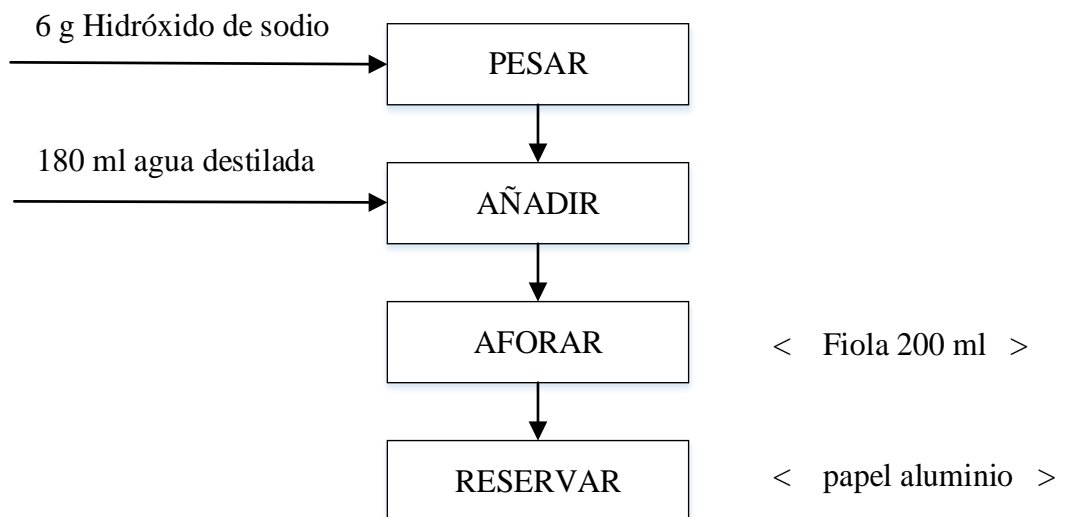 6 g Hidróxido de sodio
PESAR
180 ml agua destilada
AÑADIR
AFORAR
< Fiola 200 ml >
RESERVAR
< papel aluminio >